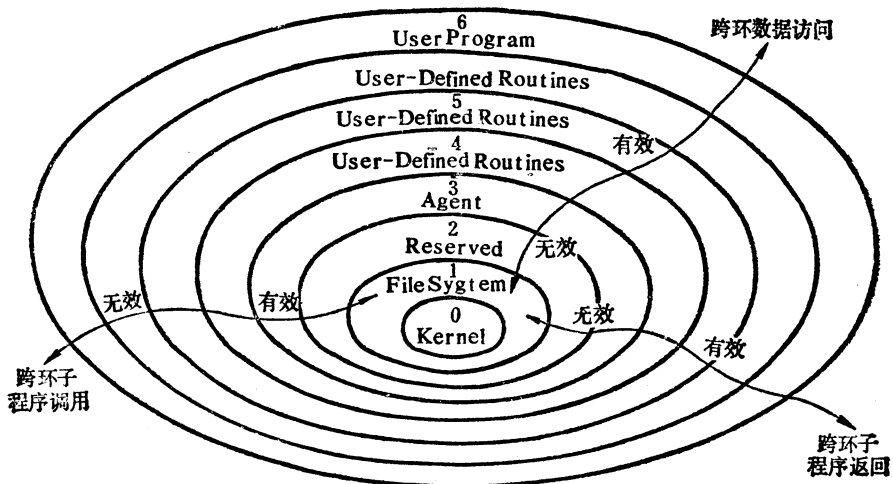 6
User Program
跨环数据访问
User-Defined Routines
5
User-Defined Routines
有效
4
User-Defined Routines
3
Agent
2
Reserved
无效
1
File Sygtem
无效
有效
0
Kernel
无效
有效
跨环子
程序调用
跨环子
程序返回